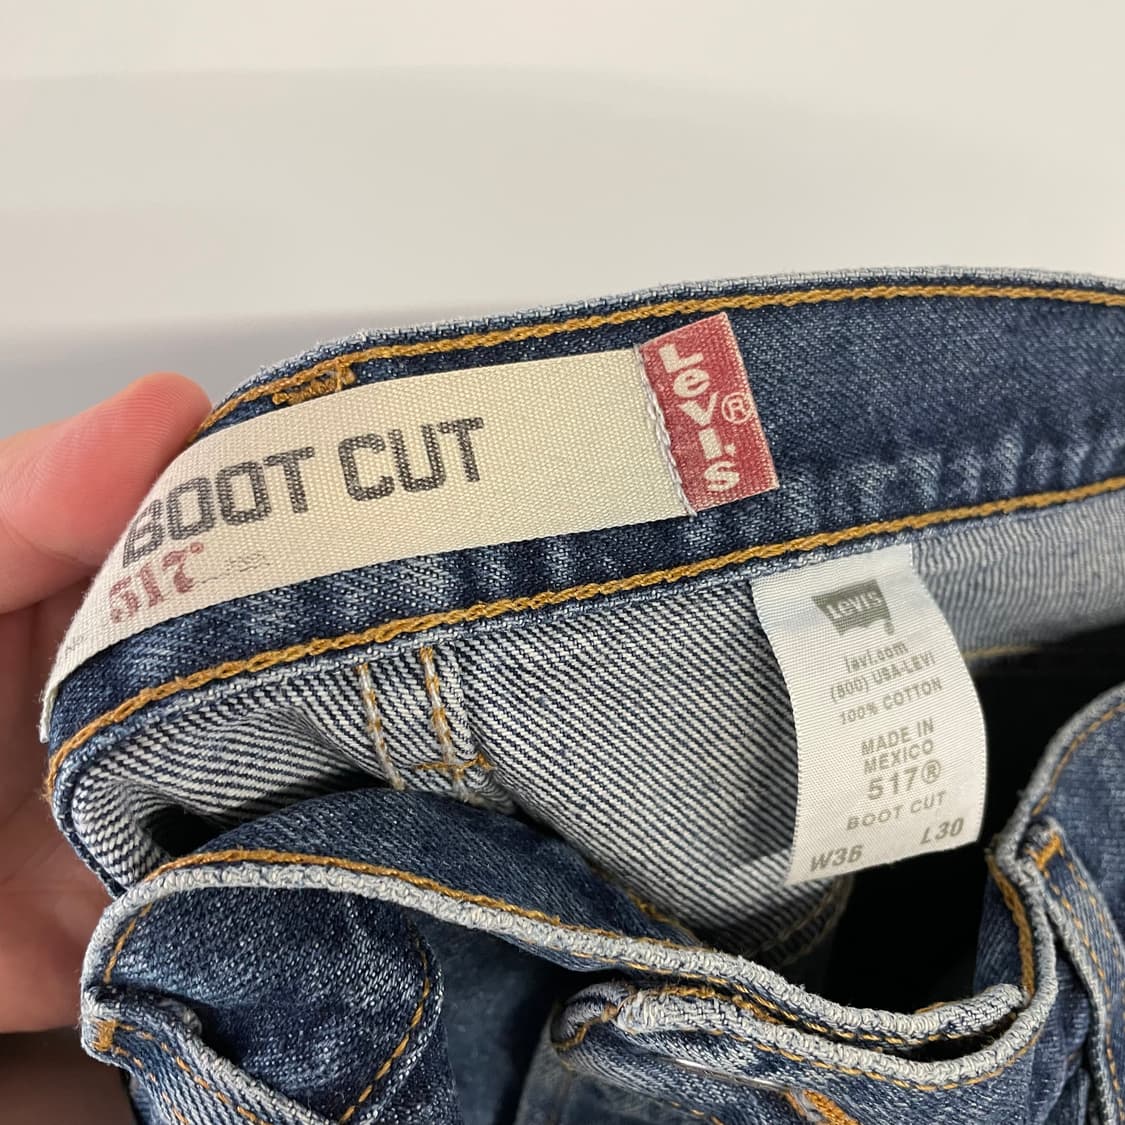 BOOT CUT
517®
LEVI'S®
LEVI'S
levi.com
(800) USA-LEVI
100% COTTON
MADE IN
MEXICO
517®
BOOT CUT
W36 L30